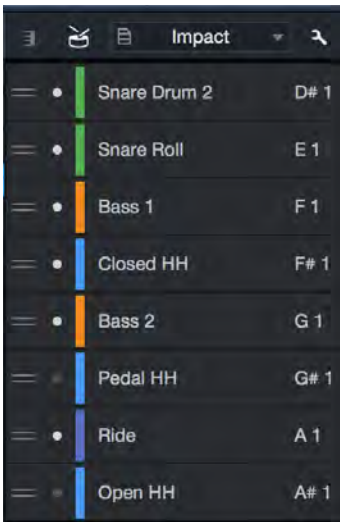 Impact
Snare Drum 2 D# 1
Snare Roll E 1
Bass 1 F 1
Closed HH F# 1
Bass 2 G 1
Pedal HH G# 1
Ride A 1
Open HH A# 1